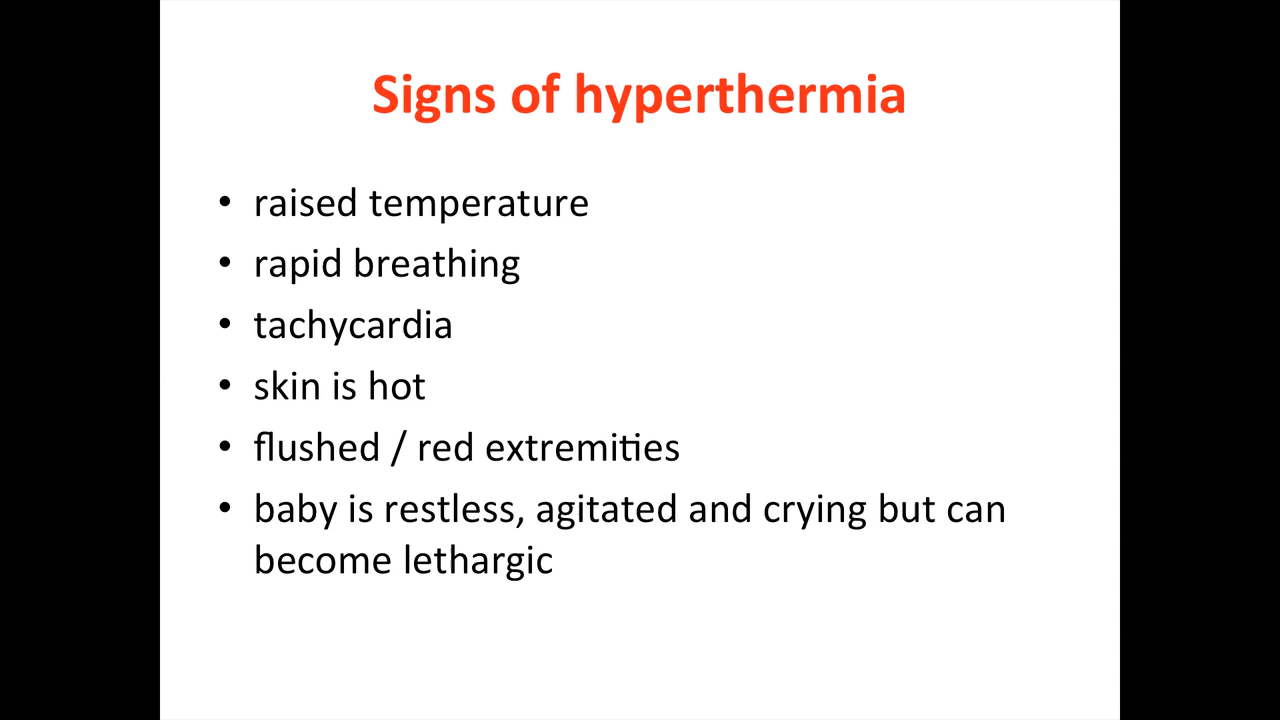 Signs of hyperthermia
• raised temperature
• rapid breathing
• tachycardia
• skin is hot
• flushed / red extremities
• baby is restless, agitated and crying but can
become lethargic